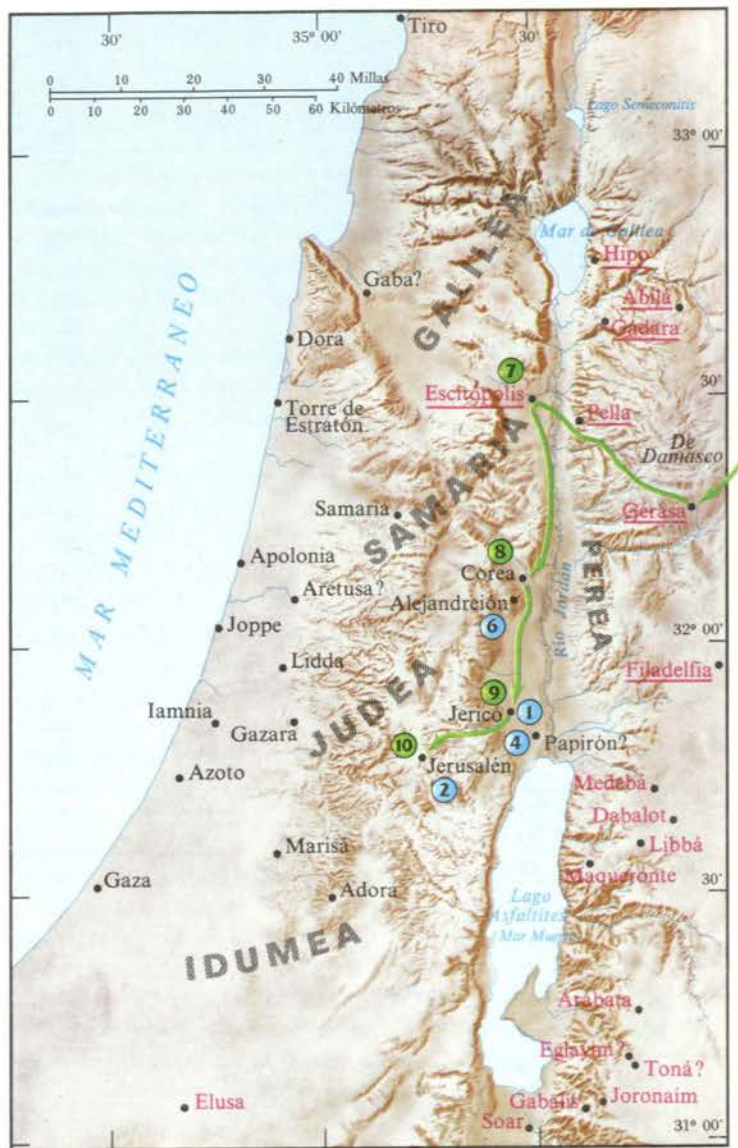 30'
35° 00'
30'
Tiro
0 10 20 30 40 Millas
0 10 20 30 40 50 60 Kilómetros
Lago Semeconitis
33° 00'
Mar de Galilea
Hipo
GALILEA
Gaba?
Abila
Gadara
Dora
7
30'
Escitópolis
Torre de
Estratón
Pella
De
Damasco
MAR MEDITERRANEO
Samaria
SAMARIA
Gerasa
8
PEREA
Apolonia
Corea
Aretusa?
Alejandreión
6
Río Jordán
Joppe
32° 00'
Lidda
Filadelfia
9
JUDEA
Jericó
1
Iamnia
Gazara
10
4
Papirón?
Jerusalén
Azoto
2
Medebá
Dabalot
Marisá
Libbá
Maqueronte
Gaza
Adora
30'
Lago
Asfaltites
IDUMEA
Arabata
Eglavim?
Toná?
Elusa
Gabalis
Joronaim
Soar
31° 00'